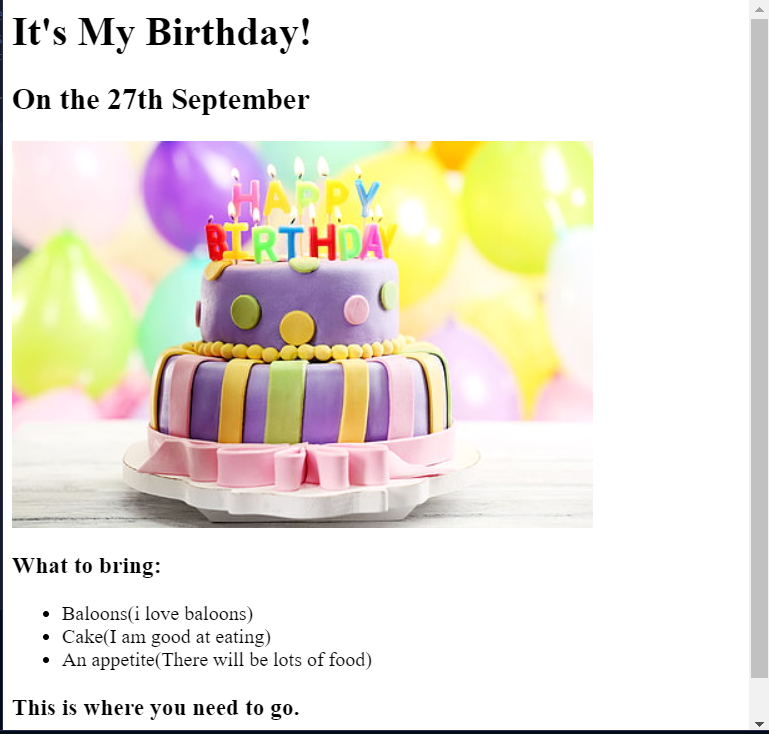 It's My Birthday!
On the 27th September
HAPPY
BIRTHDAY
What to bring:
Baloons(i love baloons)
Cake(I am good at eating)
An appetite(There will be lots of food)
This is where you need to go.